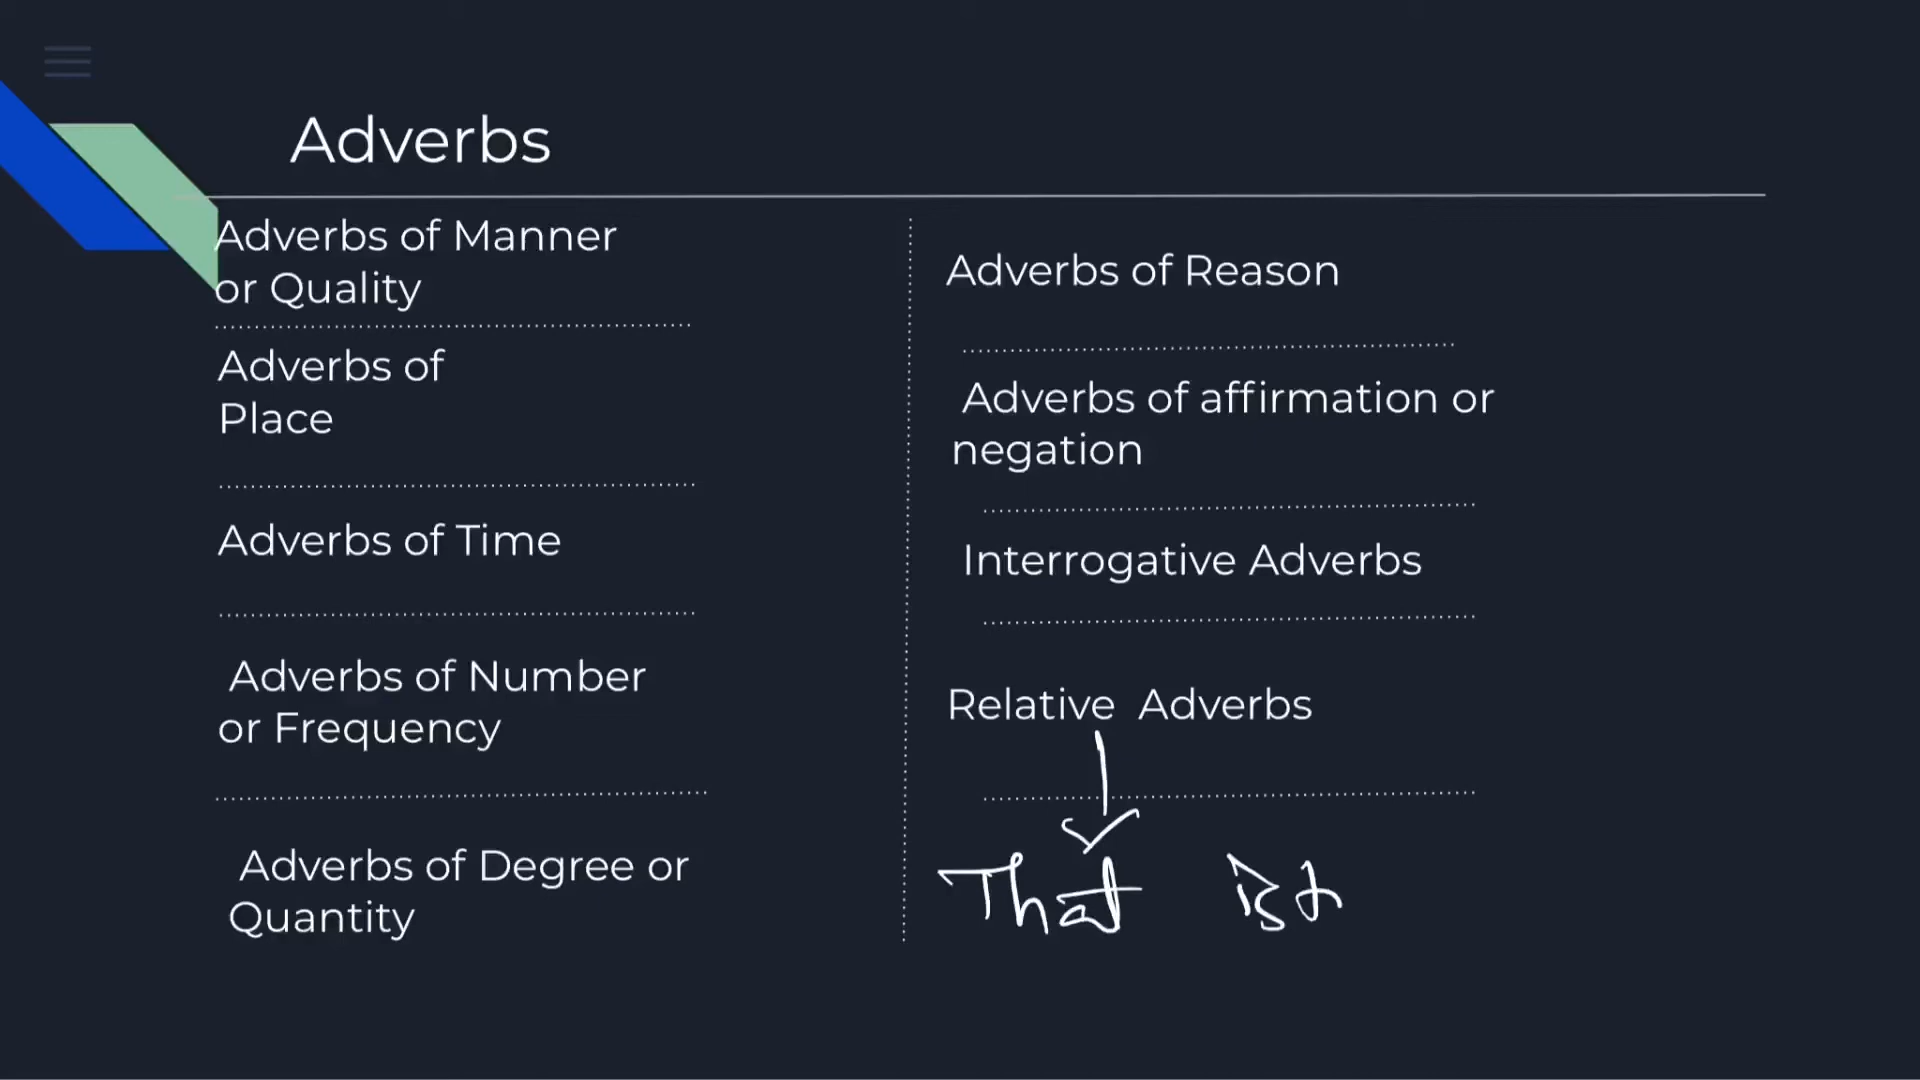 Adverbs
Adverbs of Manner
or Quality
Adverbs of
Place
Adverbs of Time
Adverbs of Number
or Frequency
Adverbs of Degree or
Quantity
Adverbs of Reason
Adverbs of affirmation or
negation
Interrogative Adverbs
Relative Adverbs
That is